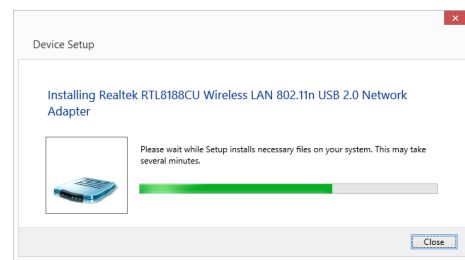 Device Setup
Installing Realtek RTL8188CU Wireless LAN 802.11n USB 2.0 Network
Adapter
Please wait while Setup installs necessary files on your system. This may take
several minutes.
Close